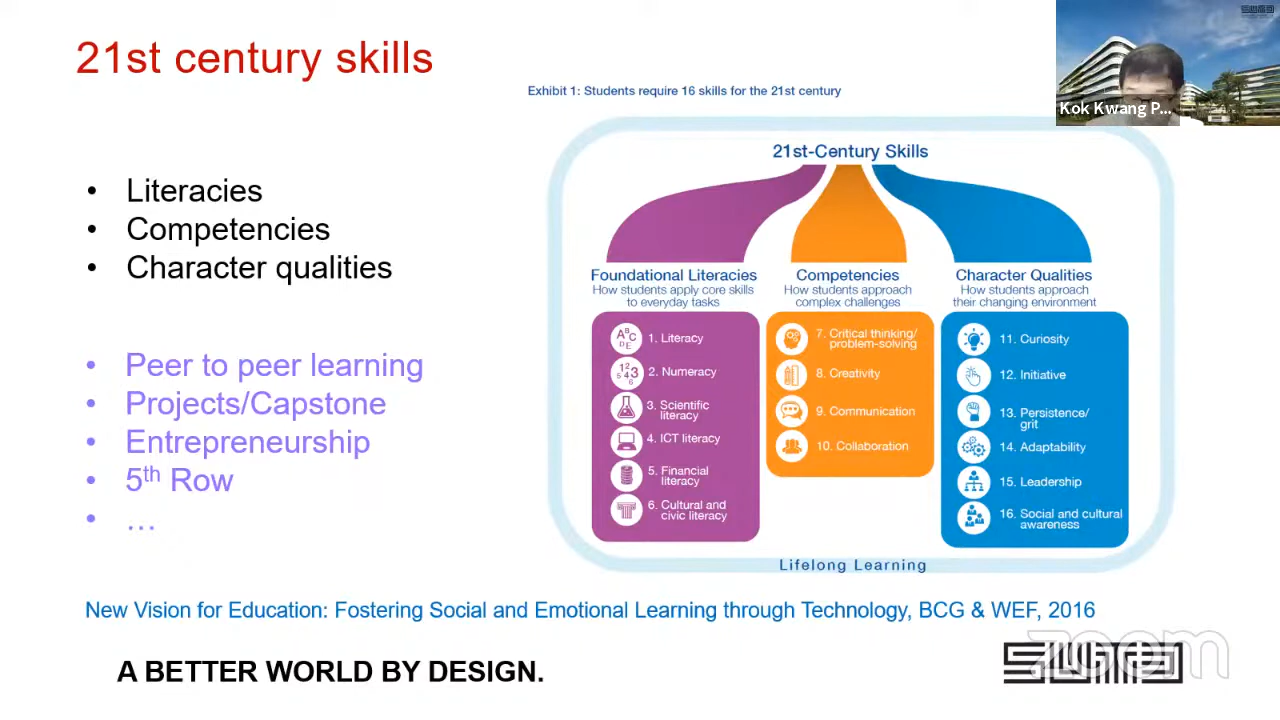 21st century skills
Kok Kwang P...
Exhibit 1: Students require 16 skills for the 21st century
• Literacies
• Competencies
• Character qualities
• Peer to peer learning
• Projects/Capstone
• Entrepreneurship
• 5th Row
• ...
21st-Century Skills
Foundational Literacies
How students apply core skills
to everyday tasks
ABC
DE
123
543
6
1. Literacy
2. Numeracy
3. Scientific
literacy
4. ICT literacy
5. Financial
literacy
6. Cultural and
civic literacy
Competencies
How students approach
complex challenges
7. Critical thinking/
problem-solving
8. Creativity
9. Communication
10. Collaboration
Character Qualities
How students approach
their changing environment
11. Curiosity
12. Initiative
13. Persistence/
grit
14. Adaptability
15. Leadership
16. Social and cultural
awareness
Lifelong Learning
New Vision for Education: Fostering Social and Emotional Learning through Technology, BCG & WEF, 2016
A BETTER WORLD BY DESIGN.
SUTD
zoom